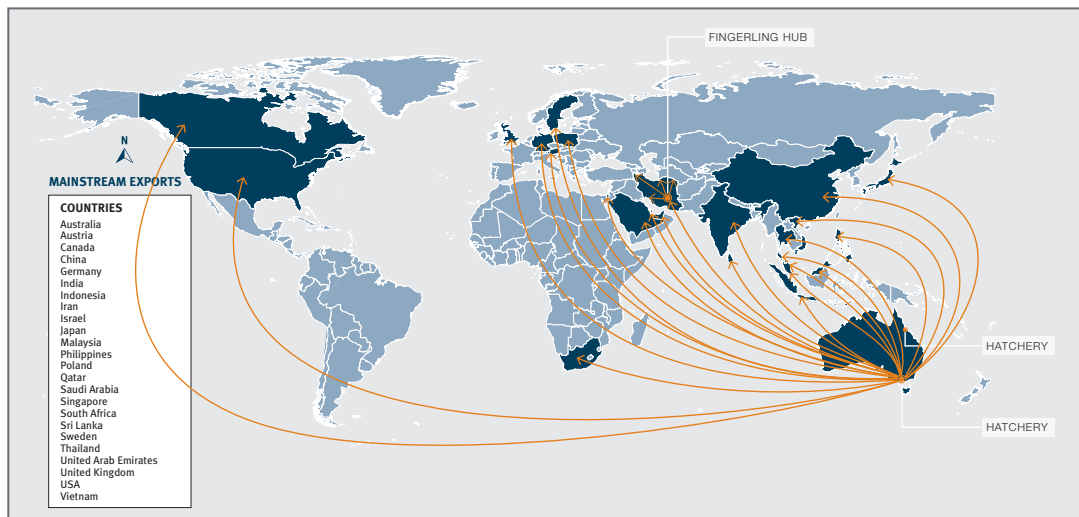 FINGERLING HUB
N
MAINSTREAM EXPORTS
COUNTRIES
Australia
Austria
Canada
China
Germany
India
Indonesia
Iran
Israel
Japan
Malaysia
Philippines
Poland
Qatar
Saudi Arabia
Singapore
South Africa
Sri Lanka
Sweden
Thailand
United Arab Emirates
United Kingdom
USA
Vietnam
HATCHERY
HATCHERY